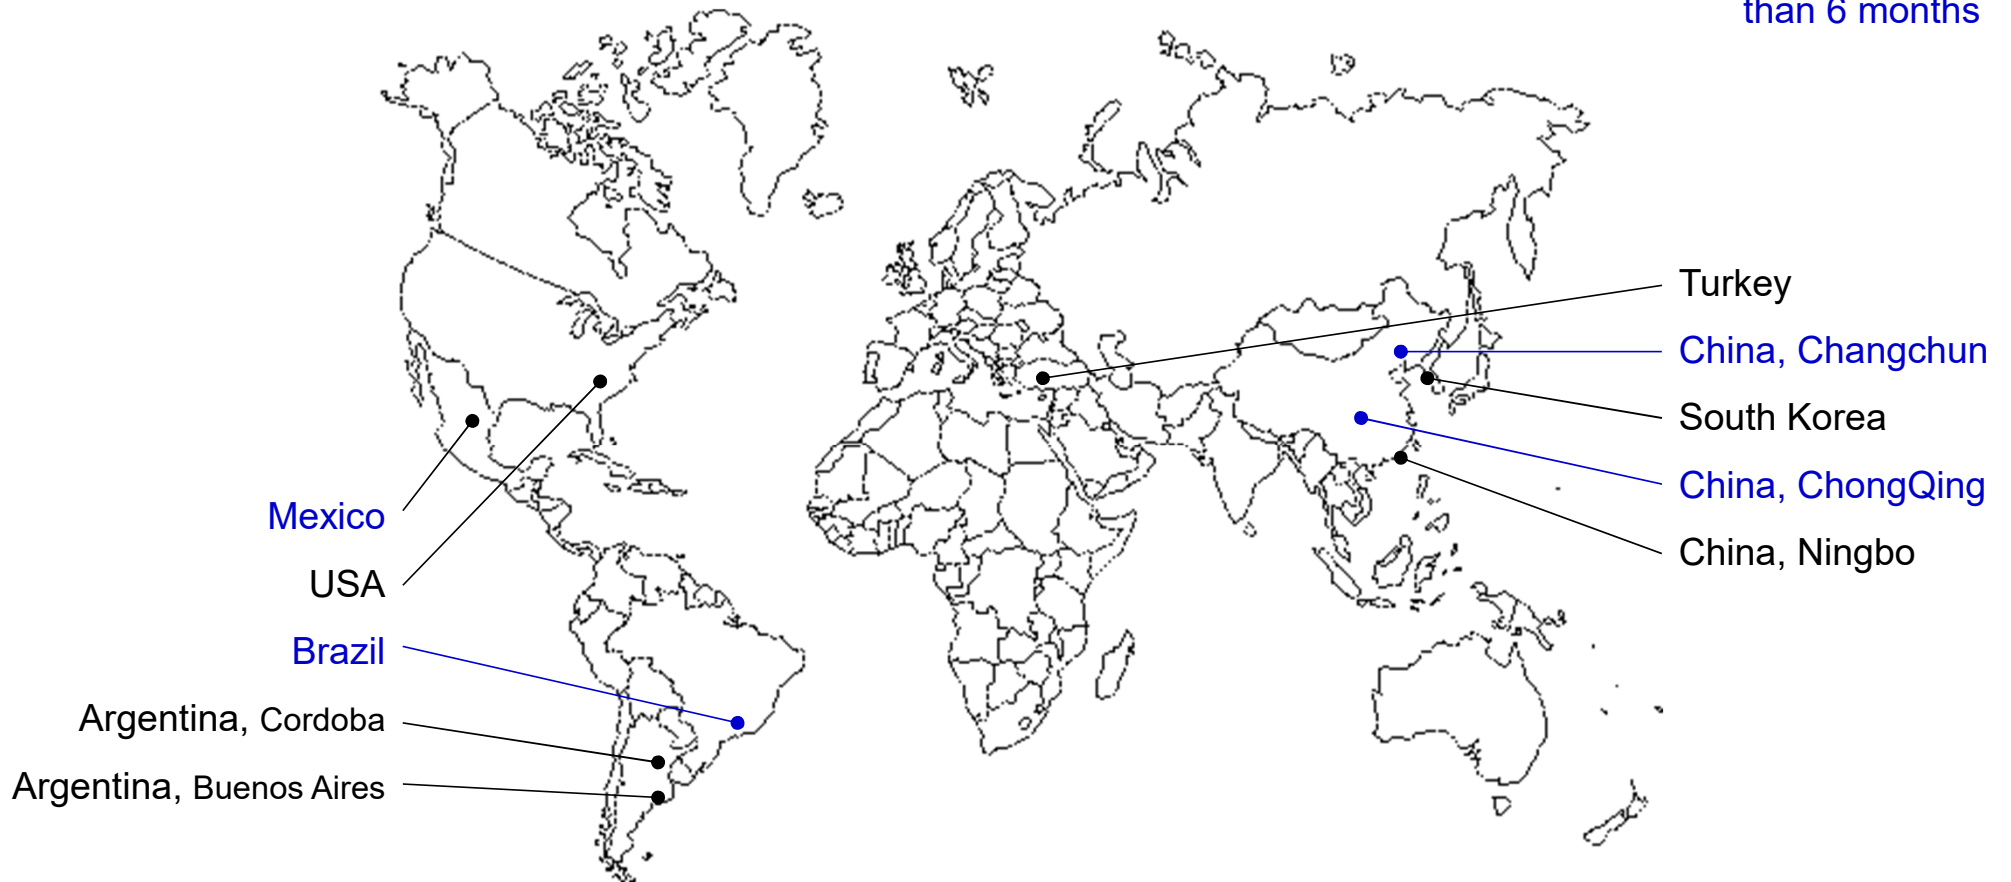 than 6 months
Turkey
China, Changchun
South Korea
China, ChongQing
China, Ningbo
Mexico
USA
Brazil
Argentina, Cordoba
Argentina, Buenos Aires